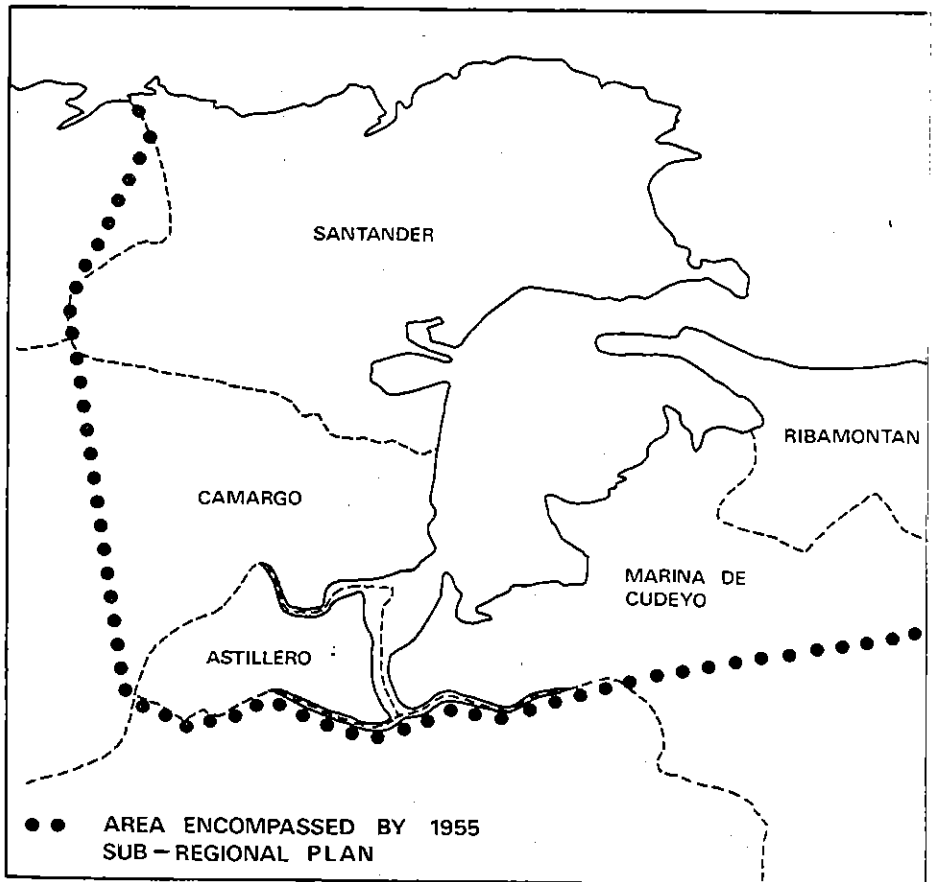 SANTANDER
RIBAMONTAN
CAMARGO
MARINA DE
CUDEYO
ASTILLERO
AREA ENCOMPASSED BY 1955
SUB-REGIONAL PLAN